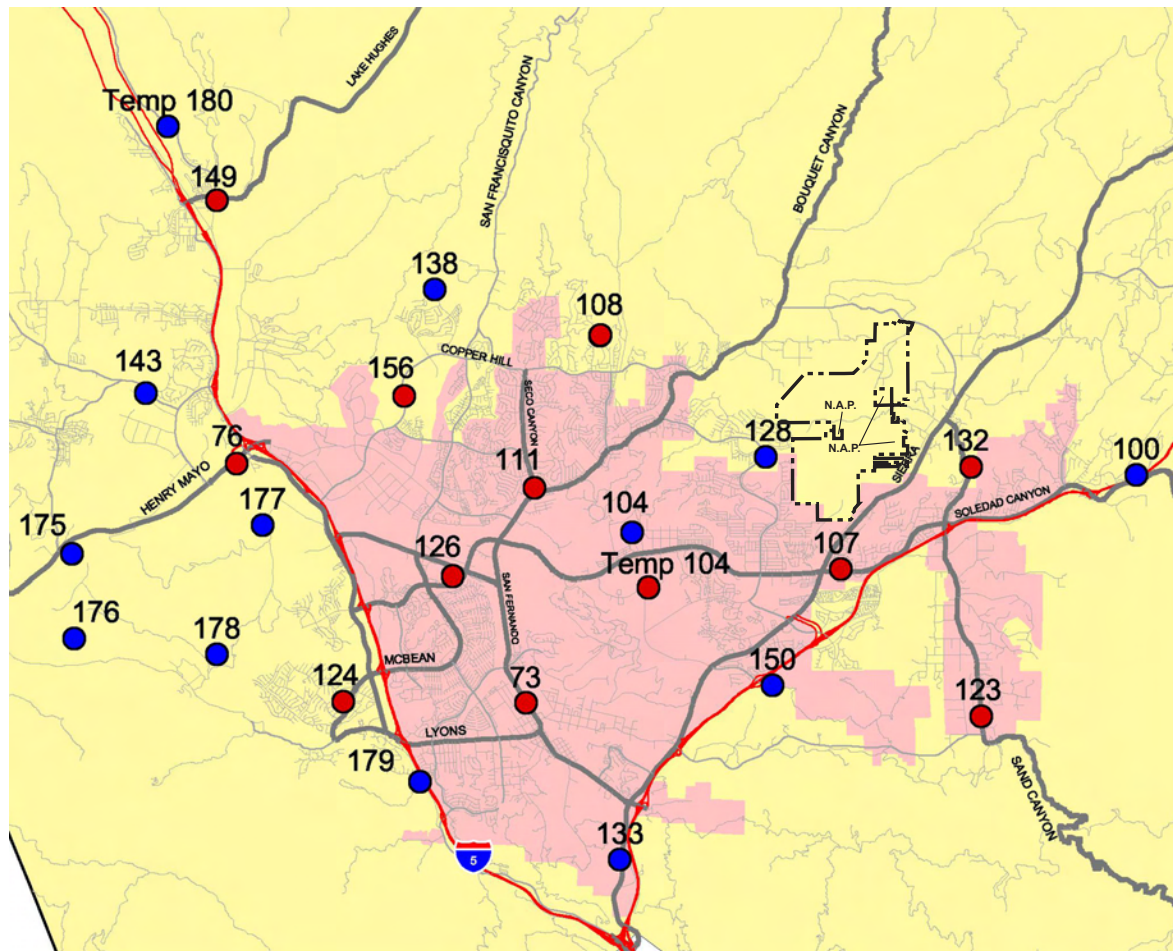 LAKE HUGHES
Temp 180
149
SAN FRANCISQUITO CANYON
BOUQUET CANYON
138
108
COPPER HILL
143
156
SECO CANYON
N.A.P.
N.A.P.
76
128
SIERRA
132
100
111
HENRY MAYO
177
104
SOLEDAD CANYON
175
126
Temp 104
107
SAN FERNANDO
176
178
MCBEAN
124
73
150
123
LYONS
179
SAND CANYON
133
5